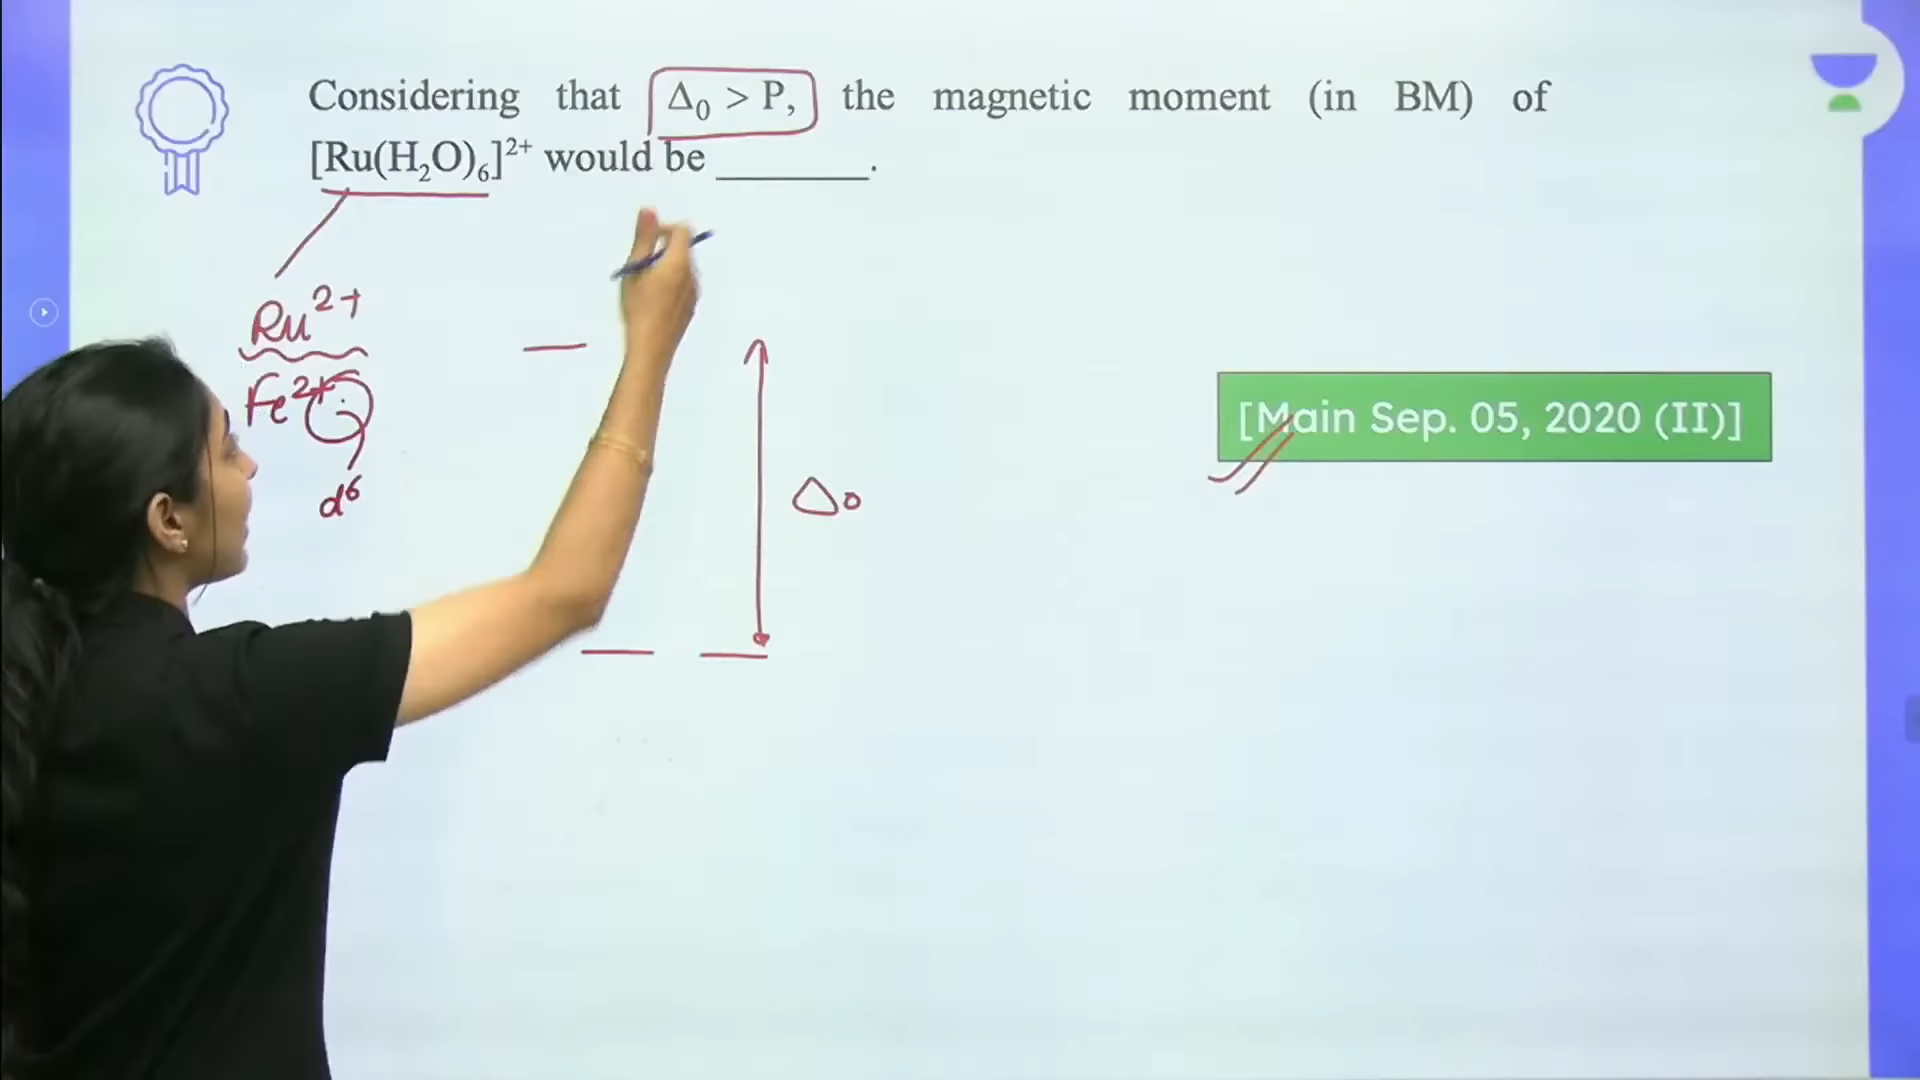 Considering that Δ₀ > P, the magnetic moment (in BM) of
[Ru(H₂O)₆]²⁺ would be ________.
Ru²⁺
Fe²⁺
d⁶
Δ₀
[Main Sep. 05, 2020 (II)]